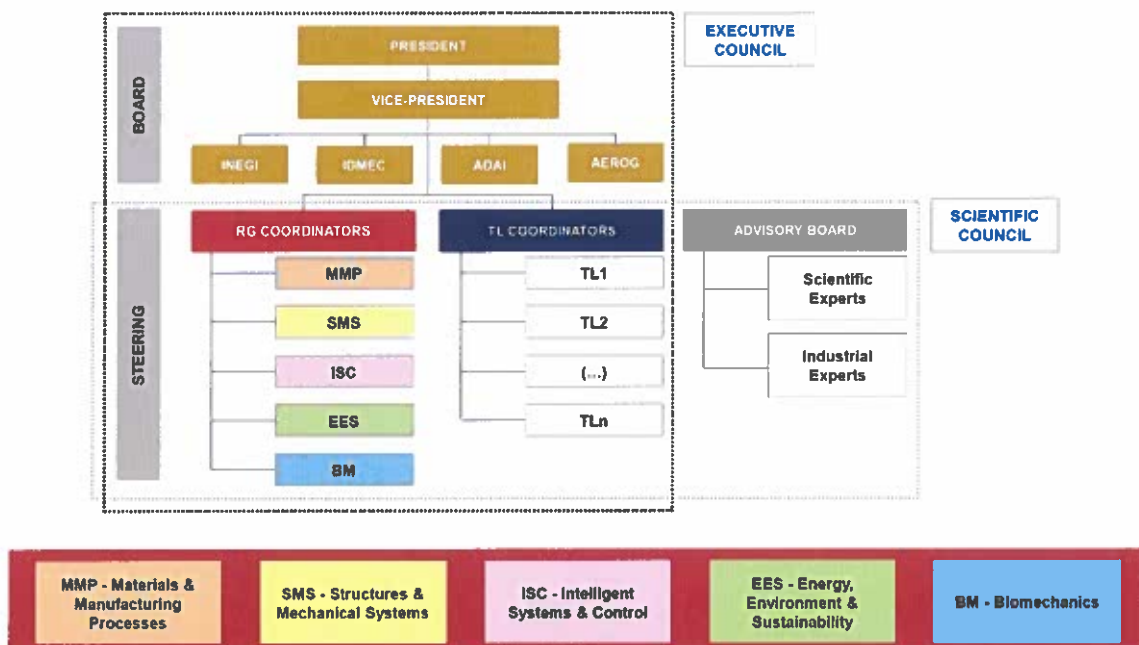 EXECUTIVE
COUNCIL
BOARD
PRESIDENT
VICE-PRESIDENT
INEGI
IDMEC
ADAI
AEROG
SCIENTIFIC
COUNCIL
STEERING
RG COORDINATORS
TL COORDINATORS
ADVISORY BOARD
MMP
SMS
ISC
EES
BM
TL1
TL2
(...)
TLn
Scientific
Experts
Industrial
Experts
MMP - Materials &
Manufacturing
Processes
SMS - Structures &
Mechanical Systems
ISC - Intelligent
Systems & Control
EES - Energy,
Environment &
Sustainability
BM - Biomechanics